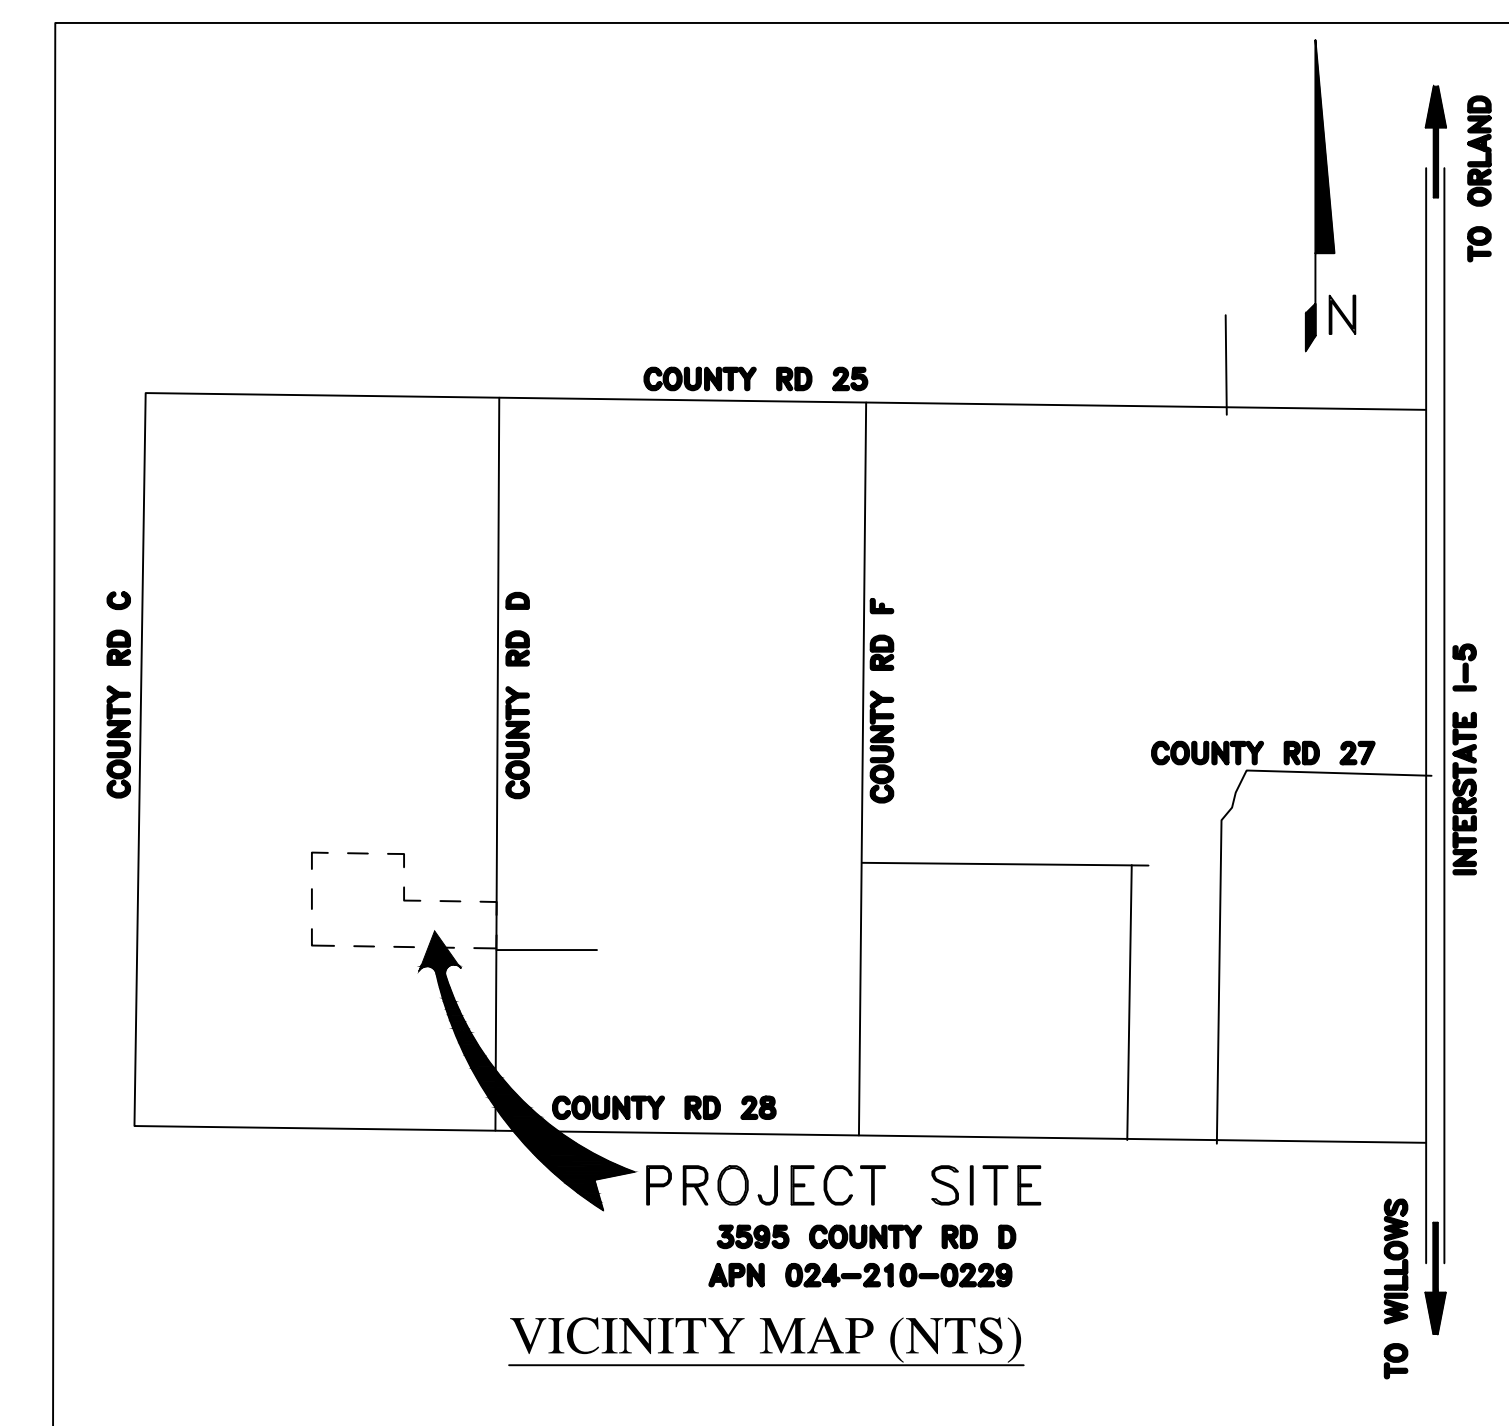 TO ORLAND
N
COUNTY RD 25
COUNTY RD C
COUNTY RD D
COUNTY RD F
INTERSTATE I-5
COUNTY RD 27
COUNTY RD 28
PROJECT SITE
3595 COUNTY RD D
APN 024-210-0229
TO WILLOWS
VICINITY MAP (NTS)